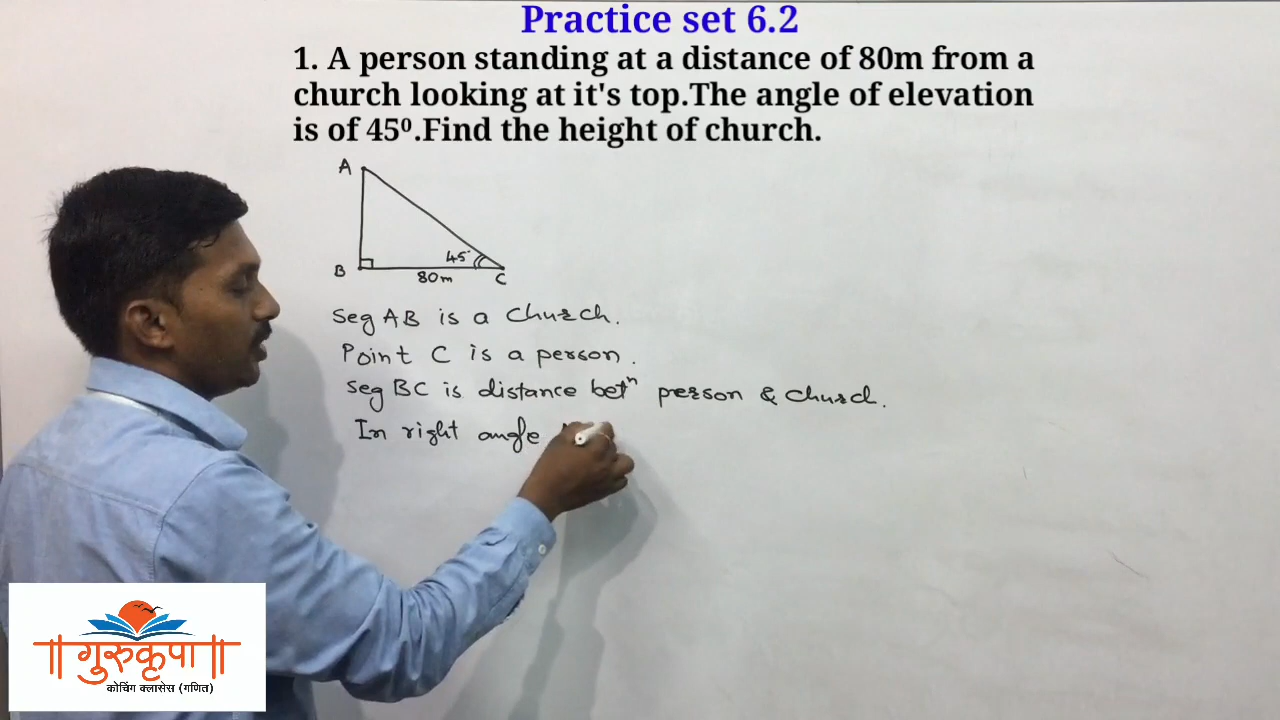 Practice set 6.2
1. A person standing at a distance of 80m from a
church looking at it's top.The angle of elevation
is of 45⁰.Find the height of church.
A
45°
B
80m
C
Seg AB is a church.
Point C is a person.
Seg BC is distance betⁿ person & church.
In right angle
|| गुरुकृपा ||
कोचिंग क्लासेस (गणित)